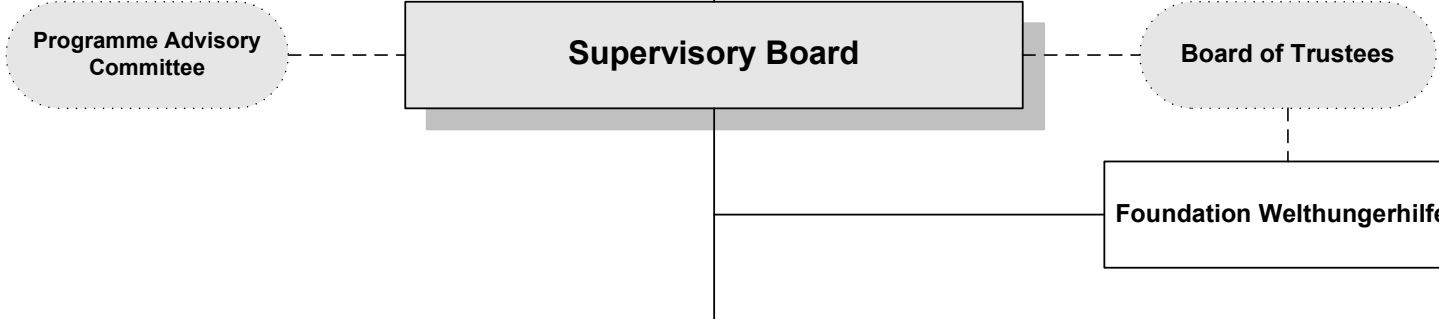 Programme Advisory
Committee
Supervisory Board
Board of Trustees
Foundation Welthungerhilfe